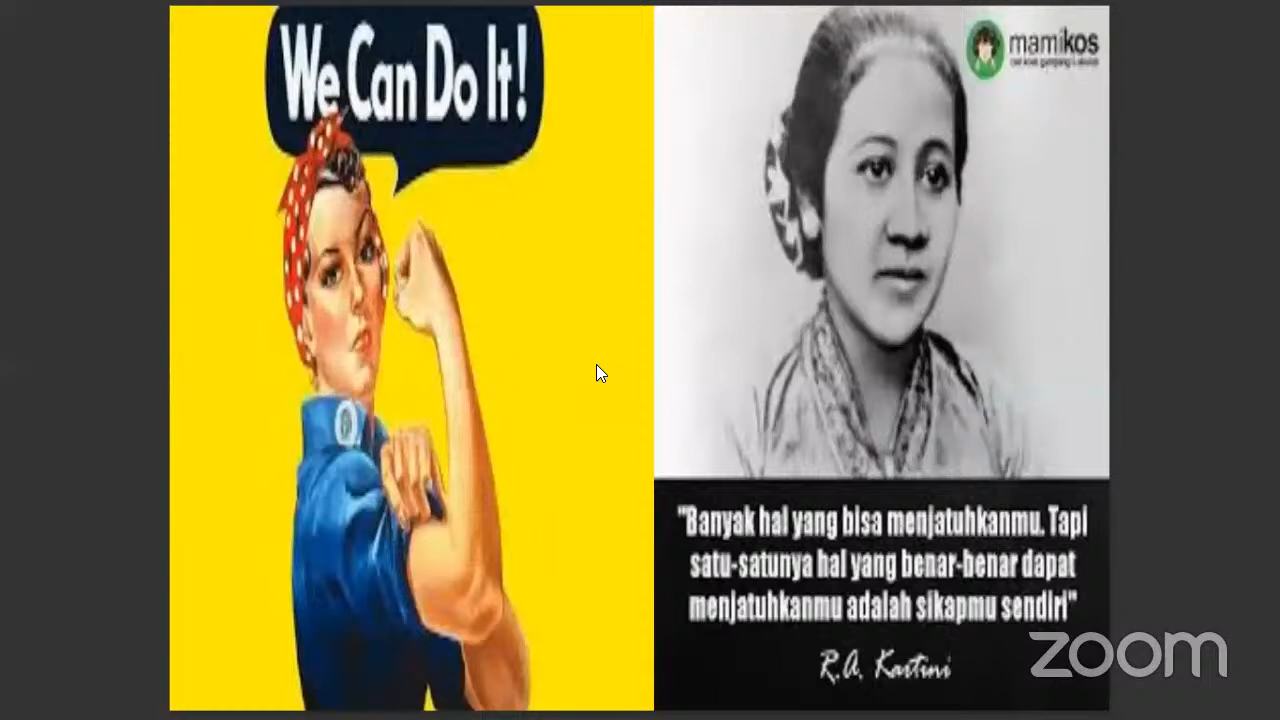 We Can Do It!
mamikos
"Banyak hal yang bisa menjatuhkanmu. Tapi
satu-satunya hal yang benar-benar dapat
menjatuhkanmu adalah sikapmu sendiri"
R.A. Kartini
zoom